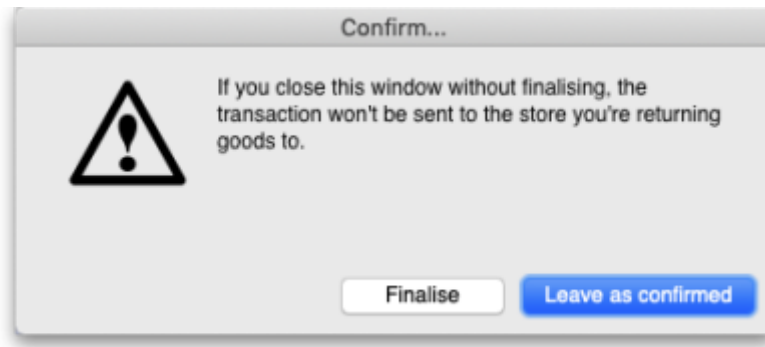 Confirm...
If you close this window without finalising, the
transaction won't be sent to the store you're returning
goods to.
Finalise
Leave as confirmed